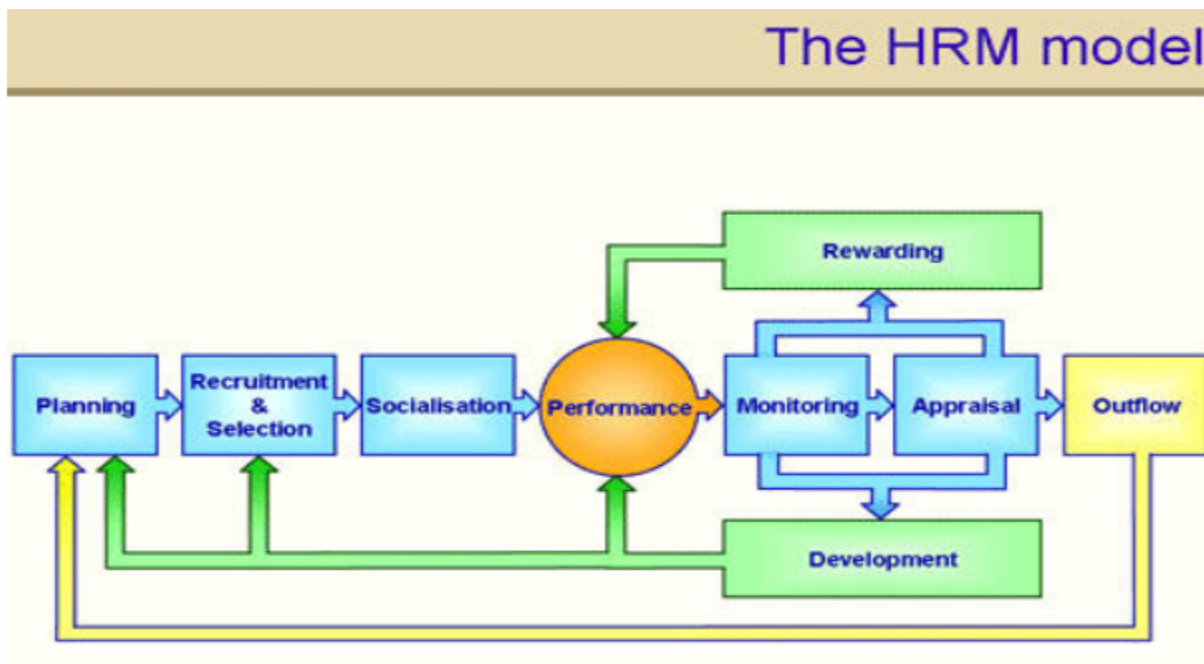 The HRM model
Rewarding
Planning
Recruitment
&
Selection
Socialisation
Performance
Monitoring
Appraisal
Outflow
Development